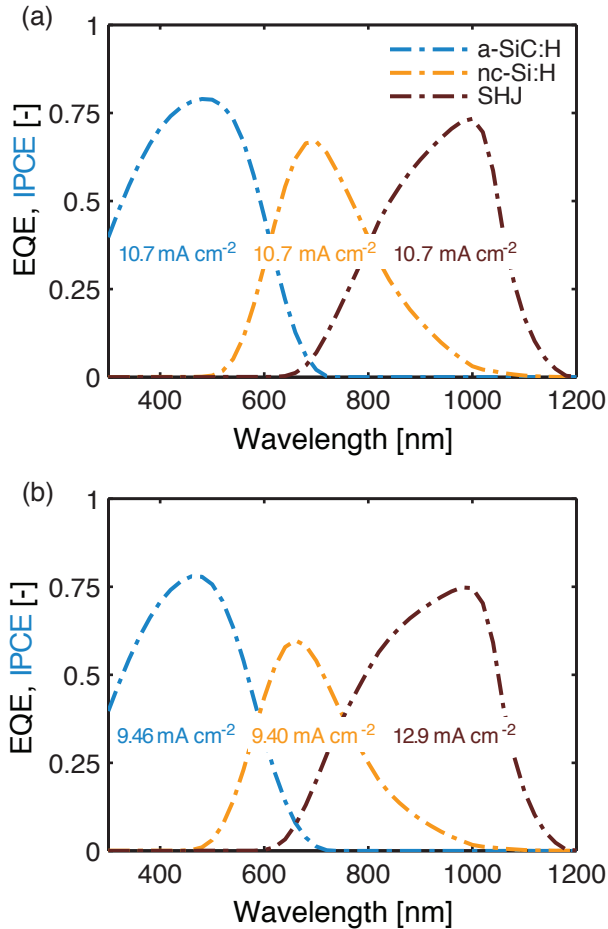 (a)
1
0.75
0.5
0.25
0
EQE, IPCE [-]
a-SiC:H
nc-Si:H
SHJ
10.7 mA cm-2
10.7 mA cm-2
10.7 mA cm-2
400
600
800
1000
1200
Wavelength [nm]
(b)
1
0.75
0.5
0.25
0
EQE, IPCE [-]
9.46 mA cm-2
9.40 mA cm-2
12.9 mA cm-2
400
600
800
1000
1200
Wavelength [nm]